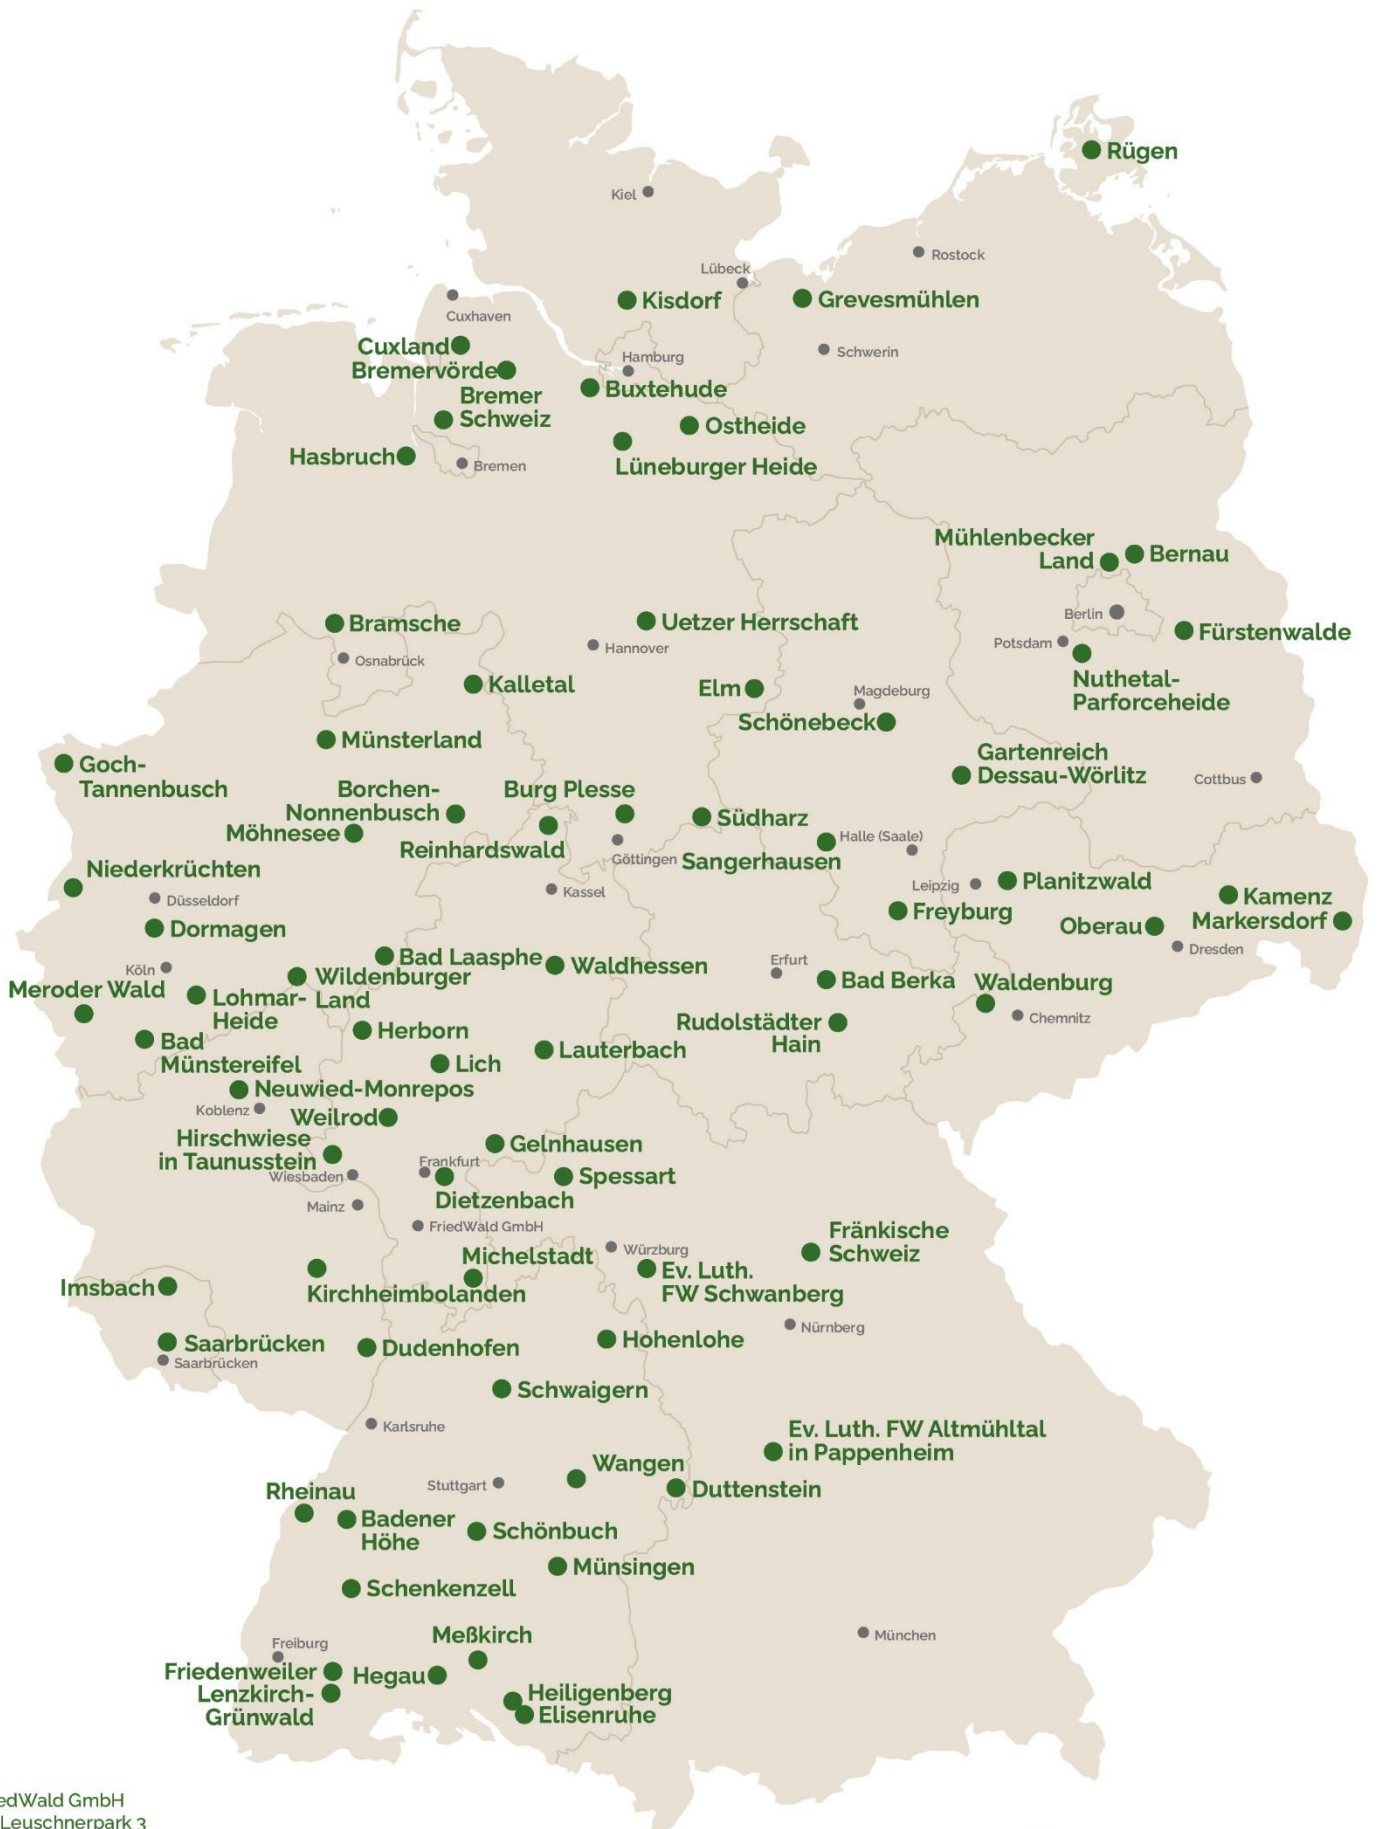 Rügen
Kiel
Rostock
Lübeck
Kisdorf
Grevesmühlen
Cuxhaven
Cuxland
Hamburg
Schwerin
Bremervörde
Buxtehude
Bremer
Schweiz
Ostheide
Hasbruch
Bremen
Lüneburger Heide
Mühlenbecker
Land
Bernau
Berlin
Bramsche
Uetzer Herrschaft
Fürstenwalde
Osnabrück
Hannover
Potsdam
Kalletal
Elm
Magdeburg
Nuthetal-
Parforceheide
Schönebeck
Münsterland
Goch-
Tannenbusch
Gartenreich
Dessau-Wörlitz
Cottbus
Borchen-
Nonnenbusch
Burg Plesse
Südharz
Möhnesee
Reinhardswald
Göttingen
Sangerhausen
Halle (Saale)
Niederkrüchten
Düsseldorf
Kassel
Leipzig
Planitzwald
Kamenz
Dormagen
Freyburg
Oberau
Markersdorf
Dresden
Köln
Bad Laasphe
Waldhessen
Erfurt
Meroder Wald
Wildenburger
Land
Bad Berka
Waldenburg
Lohmar-
Heide
Chemnitz
Herborn
Rudolstädter
Hain
Bad
Münstereifel
Lich
Lauterbach
Neuwied-Monrepos
Koblenz
Weilrod
Hirschwiese
in Taunusstein
Gelnhausen
Wiesbaden
Frankfurt
Spessart
Dietzenbach
Mainz
FriedWald GmbH
Fränkische
Schweiz
Würzburg
Michelstadt
Ev. Luth.
FW Schwanberg
Imsbach
Kirchheimbolanden
Nürnberg
Saarbrücken
Saarbrücken
Dudenhofen
Hohenlohe
Schwaigern
Karlsruhe
Ev. Luth. FW Altmühltal
in Pappenheim
Wangen
Stuttgart
Duttenstein
Rheinau
Badener
Höhe
Schönbuch
Münsingen
Schenkenzell
München
Meßkirch
Freiburg
Friedenweiler
Hegau
Lenzkirch-
Grünwald
Heiligenberg
Elisenruhe
edWald GmbH
Leuschnerpark 3